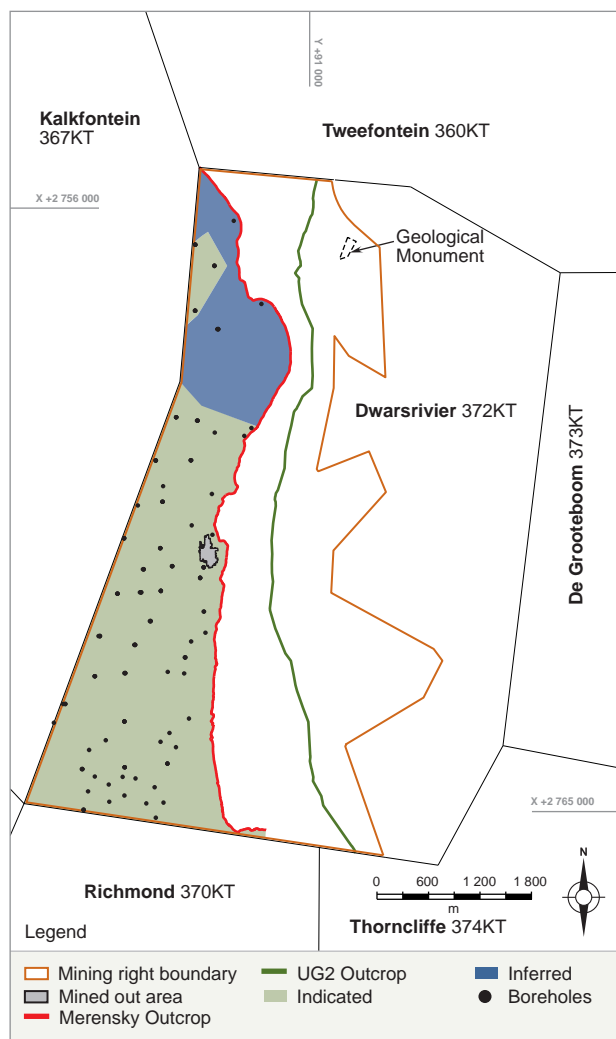 Y +91 000
Kalkfontein
367KT
Tweefontein 360KT
X +2 756 000
Geological
Monument
Dwarsrivier 372KT
De Grooteboom 373KT
X +2 765 000
N
0 600 1 200 1 800
m
Richmond 370KT
Thorncliffe 374KT
Legend
Mining right boundary
UG2 Outcrop
Inferred
Mined out area
Indicated
Boreholes
Merensky Outcrop